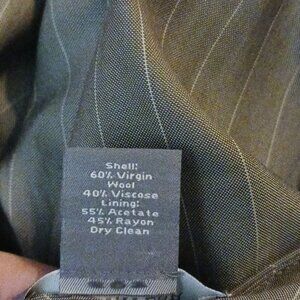 Shell:
60% Virgin
Wool
40% Viscose
Lining:
55% Acetate
45% Rayon
Dry Clean